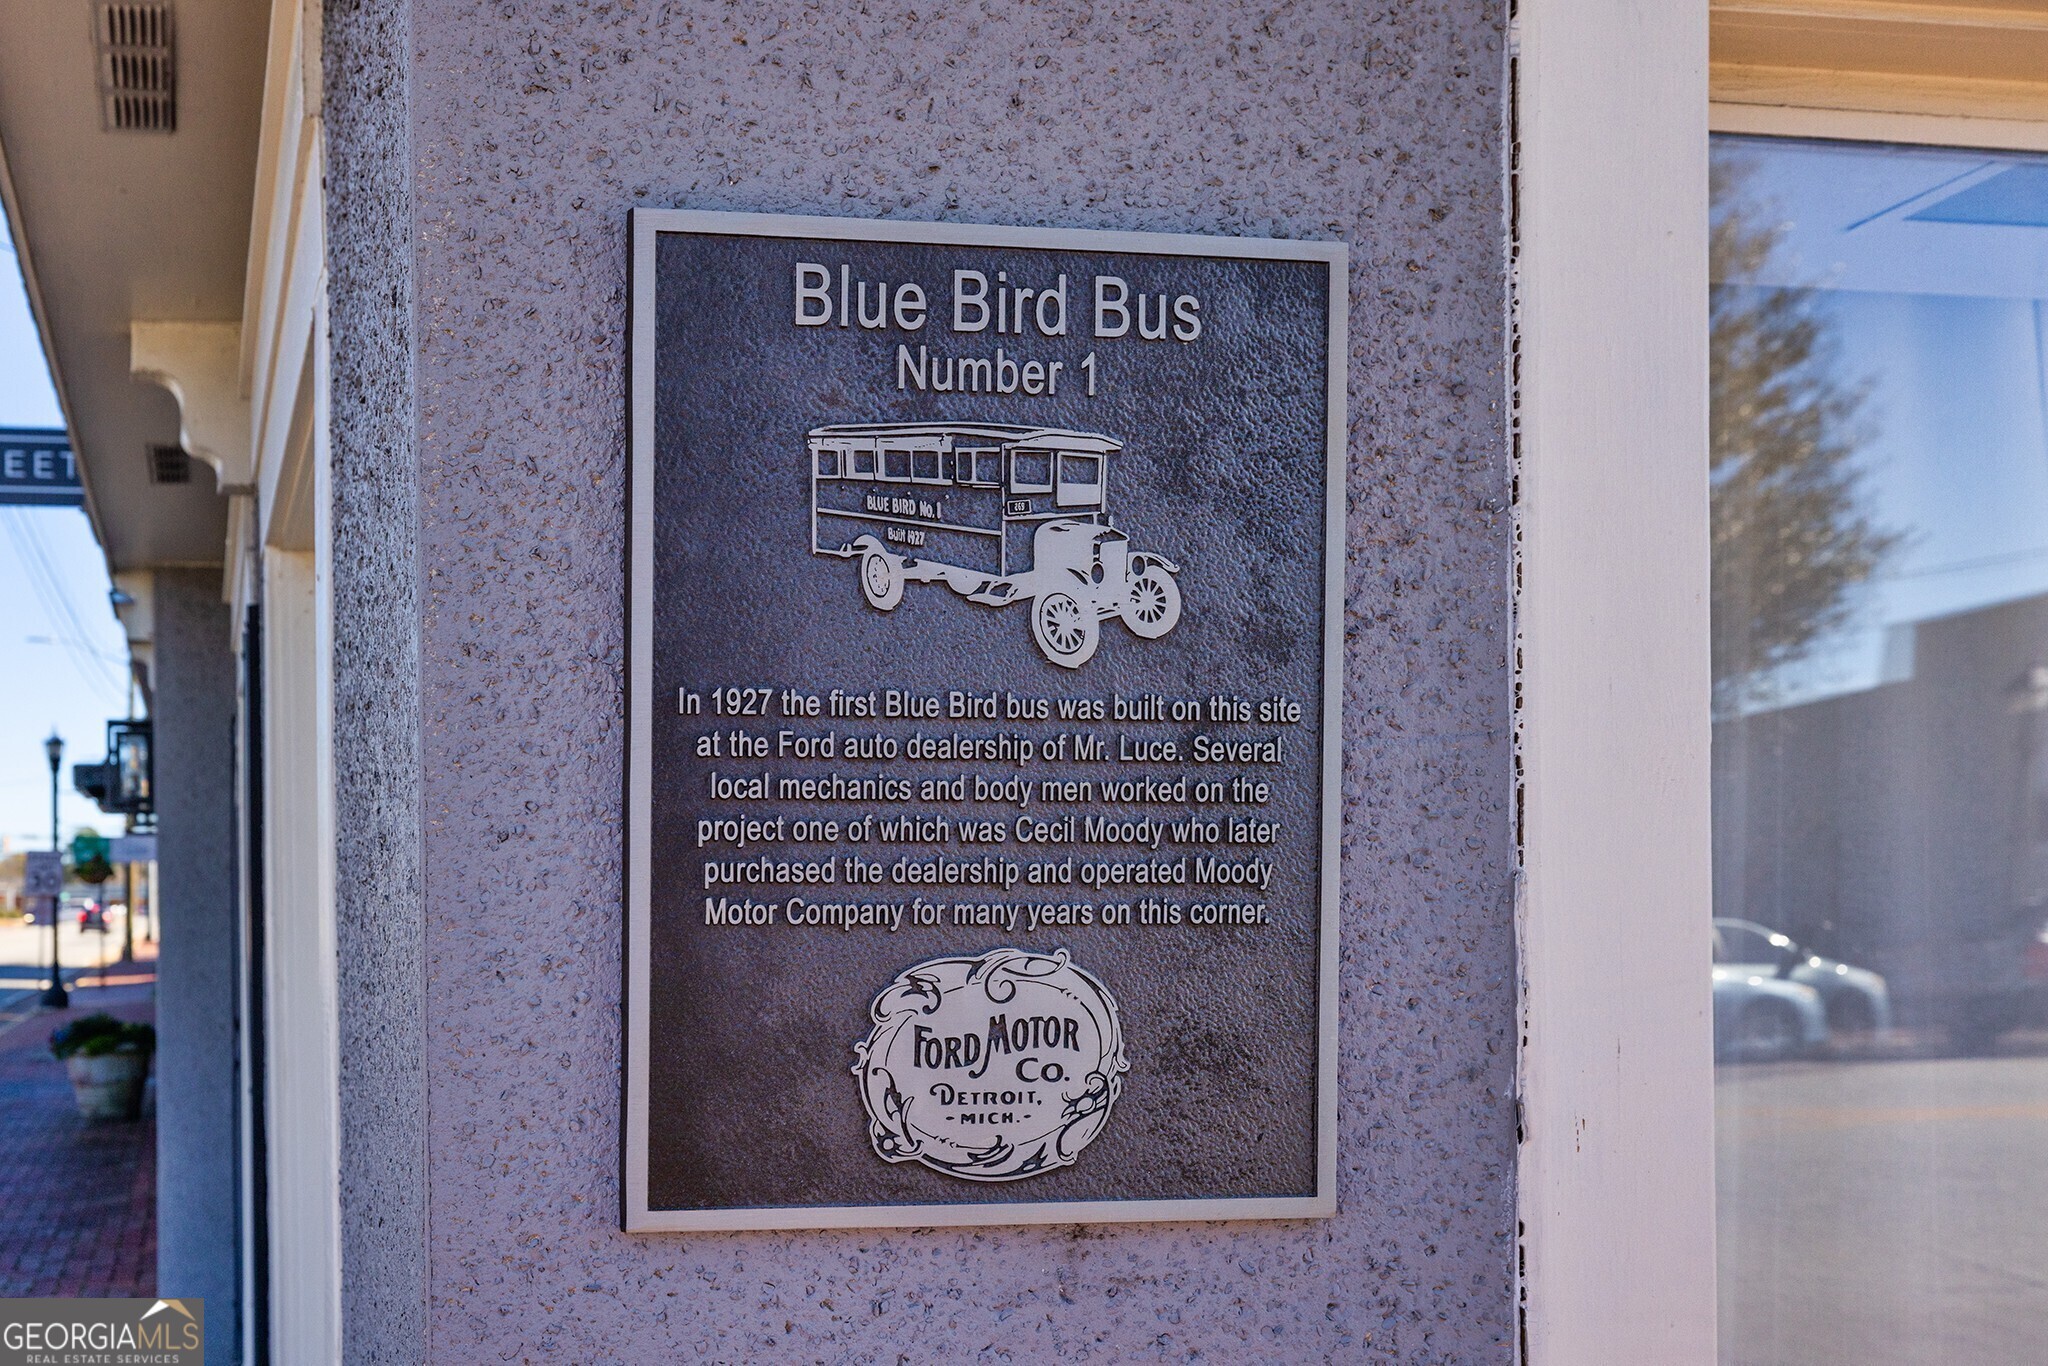 Blue Bird Bus
Number 1
BLUE BIRD No. 1
Built 1927
In 1927 the first Blue Bird bus was built on this site
at the Ford auto dealership of Mr. Luce. Several
local mechanics and body men worked on the
project one of which was Cecil Moody who later
purchased the dealership and operated Moody
Motor Company for many years on this corner.
FORD MOTOR
CO.
DETROIT,
- MICH. -
EET
GEORGIAMLS
REAL ESTATE SERVICES